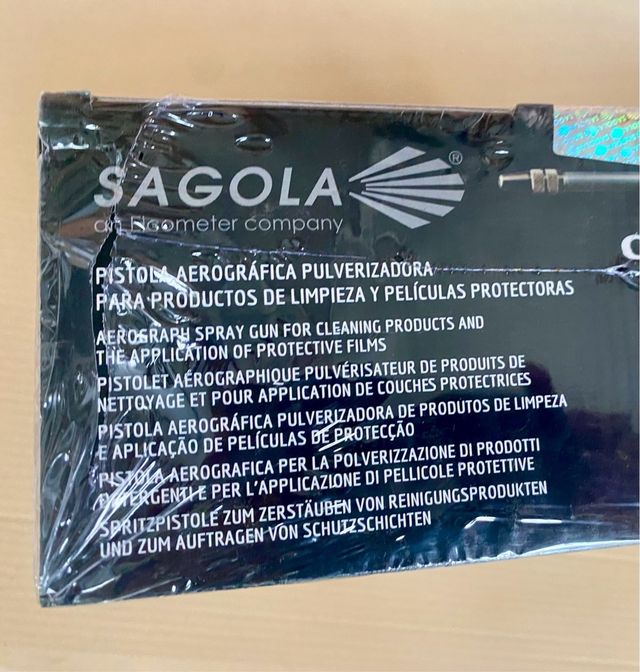 SAGOLA®
an Elcometer company
PISTOLA AEROGRÁFICA PULVERIZADORA
PARA PRODUCTOS DE LIMPIEZA Y PELÍCULAS PROTECTORAS
AEROGRAPH SPRAY GUN FOR CLEANING PRODUCTS AND
THE APPLICATION OF PROTECTIVE FILMS
PISTOLET AÉROGRAPHIQUE PULVÉRISATEUR DE PRODUITS DE
NETTOYAGE ET POUR APPLICATION DE COUCHES PROTECTRICES
PISTOLA AEROGRÁFICA PULVERIZADORA DE PRODUTOS DE LIMPEZA
E APLICAÇÃO DE PELÍCULAS DE PROTECÇÃO
PISTOLA AEROGRAFICA PER LA POLVERIZZAZIONE DI PRODOTTI
DETERGENTI E PER L'APPLICAZIONE DI PELLICOLE PROTETTIVE
SPRITZPISTOLE ZUM ZERSTÄUBEN VON REINIGUNGSPRODUKTEN
UND ZUM AUFTRAGEN VON SCHUTZSCHICHTEN